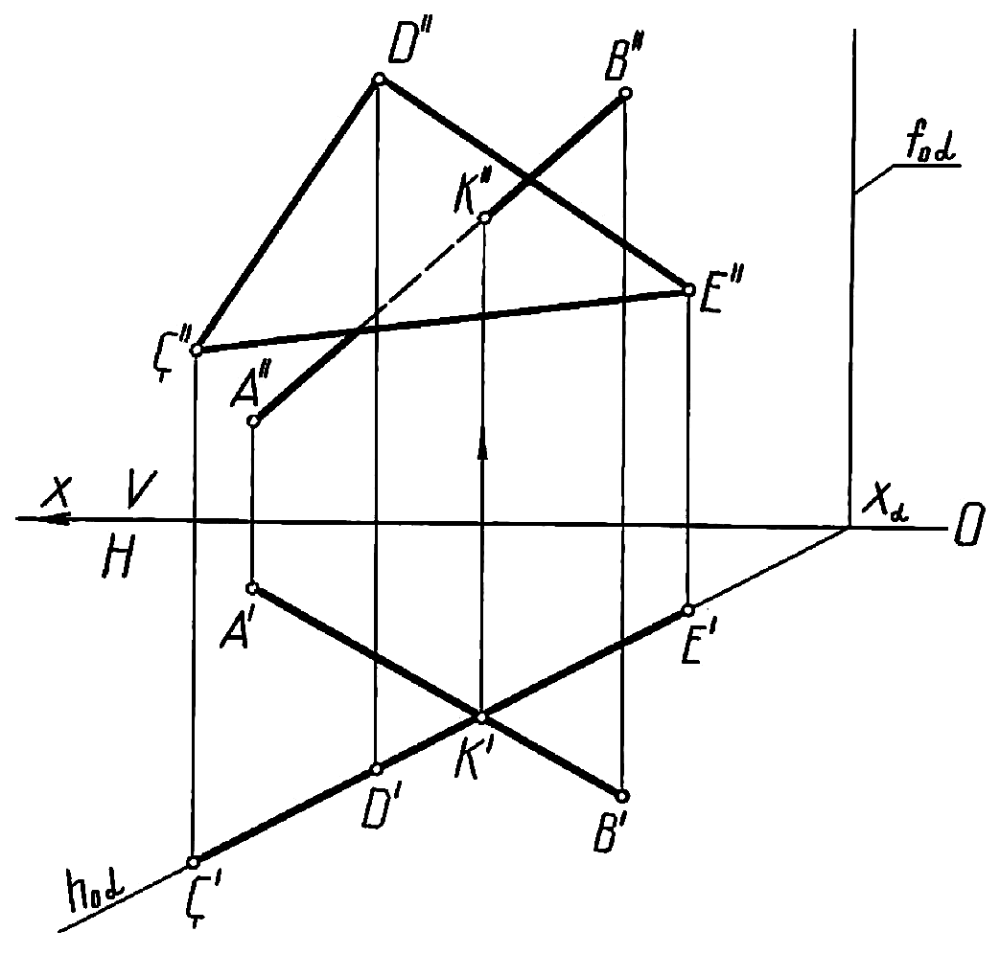 D"
B"
f₀α
K"
E"
C"
A"
X V
Xα O
H
A'
E'
K'
D'
B'
h₀α
C'